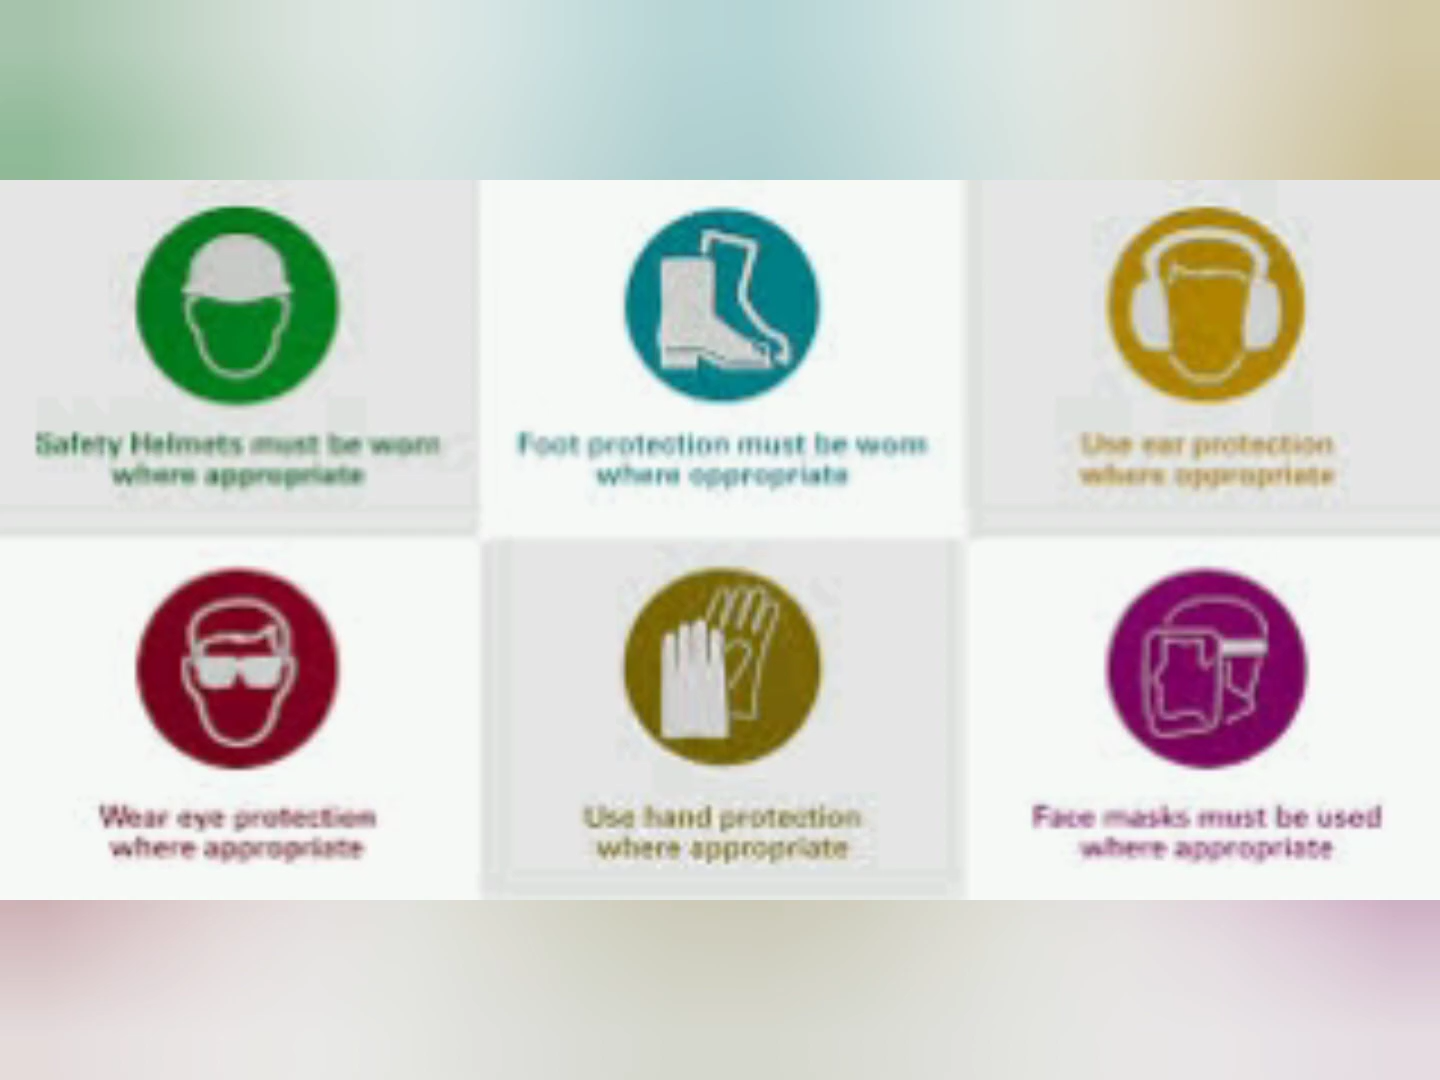 Safety Helmets must be worn
where appropriate
Foot protection must be worn
where appropriate
Use ear protection
where appropriate
Wear eye protection
where appropriate
Use hand protection
where appropriate
Face masks must be used
where appropriate